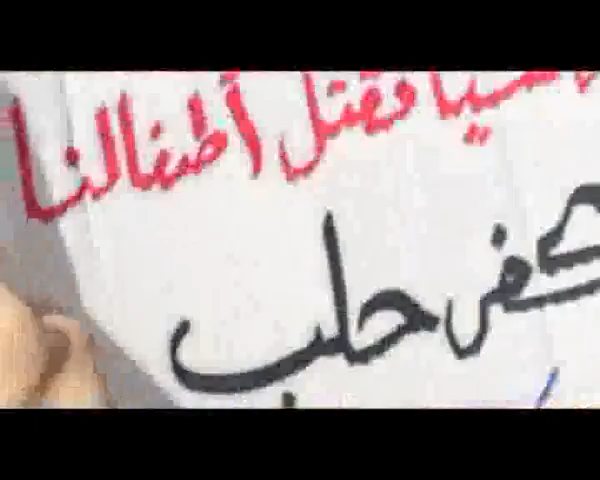 تقتل أطفالنا
كفر حلب